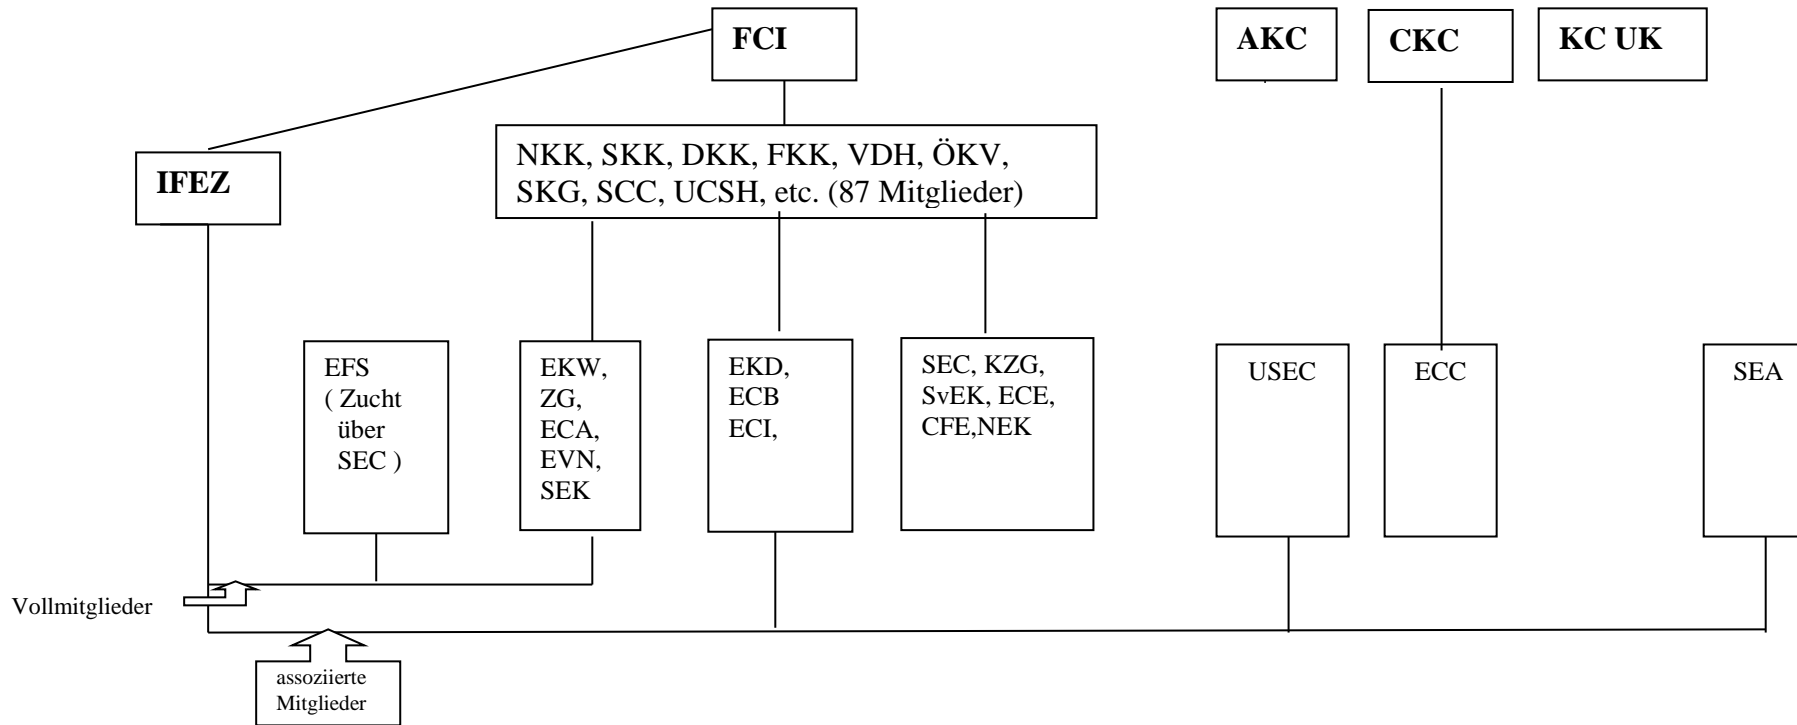 FCI
AKC
CKC
KC UK
IFEZ
NKK, SKK, DKK, FKK, VDH, ÖKV,
SKG, SCC, UCSH, etc. (87 Mitglieder)
EFS
( Zucht
über
SEC )
EKW,
ZG,
ECA,
EVN,
SEK
EKD,
ECB
ECI,
SEC, KZG,
SvEK, ECE,
CFE,NEK
USEC
ECC
SEA
Vollmitglieder
assoziierte
Mitglieder